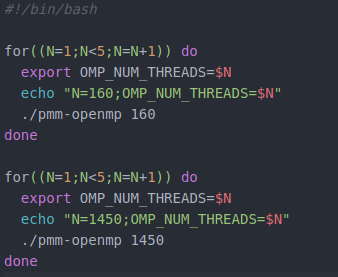 #!/bin/bash
for((N=1;N<5;N=N+1)) do
export OMP_NUM_THREADS=$N
echo "N=160;OMP_NUM_THREADS=$N"
./pmm-openmp 160
done
for((N=1;N<5;N=N+1)) do
export OMP_NUM_THREADS=$N
echo "N=1450;OMP_NUM_THREADS=$N"
./pmm-openmp 1450
done